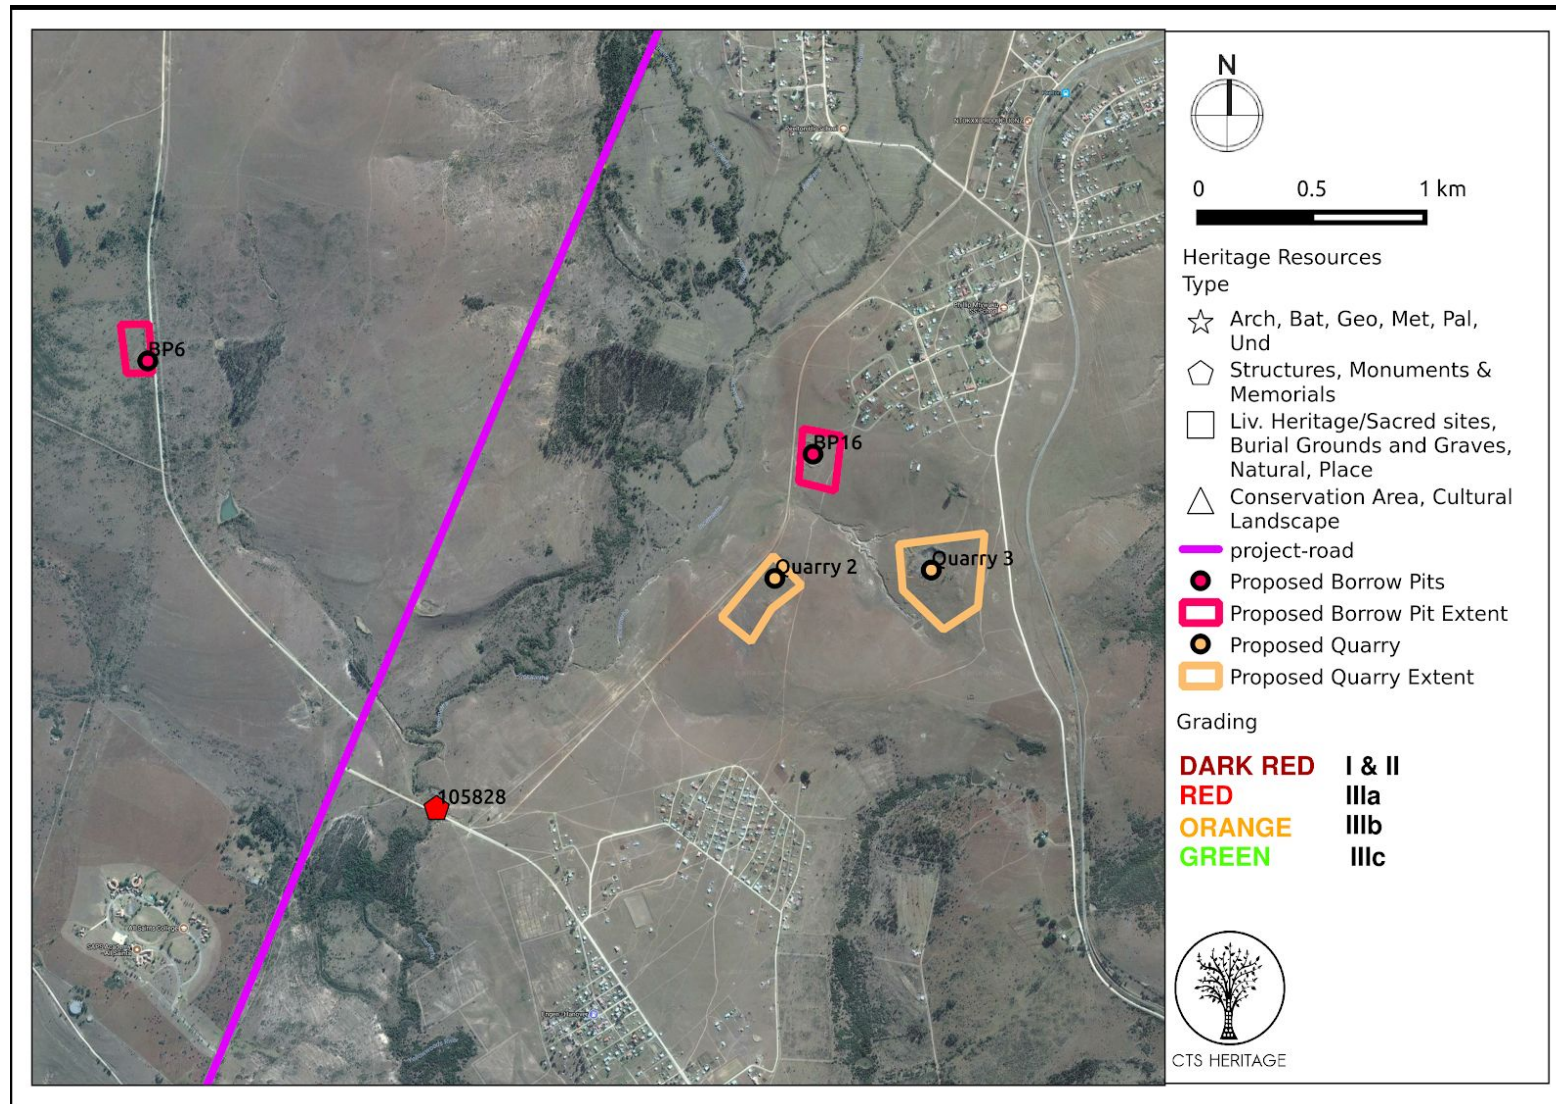 BP6
BP16
Quarry 2
Quarry 3
105828
All Saints College
N
0 0.5 1 km
Heritage Resources
Type
Arch, Bat, Geo, Met, Pal,
Und
Structures, Monuments &
Memorials
Liv. Heritage/Sacred sites,
Burial Grounds and Graves,
Natural, Place
Conservation Area, Cultural
Landscape
project-road
Proposed Borrow Pits
Proposed Borrow Pit Extent
Proposed Quarry
Proposed Quarry Extent
Grading
DARK RED I & II
RED IIIa
ORANGE IIIb
GREEN IIIc
CTS HERITAGE